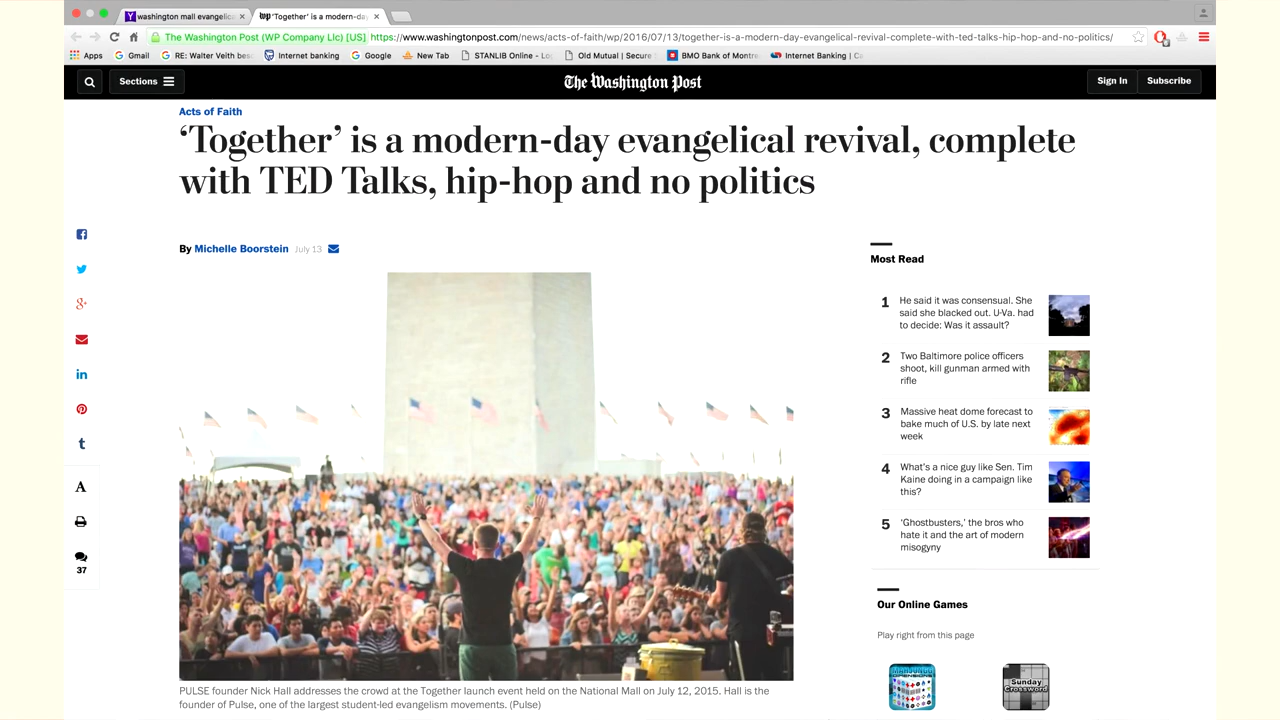 washington mall evangelica
wp 'Together' is a modern-day
The Washington Post (WP Company Llc) [US] https://www.washingtonpost.com/news/acts-of-faith/wp/2016/07/13/together-is-a-modern-day-evangelical-revival-complete-with-ted-talks-hip-hop-and-no-politics/
Apps Gmail RE: Walter Veith bes Internet banking Google New Tab STANLIB Online - Lo Old Mutual | Secure BMO Bank of Montre Internet Banking | Ca
Sections The Washington Post Sign In Subscribe
Acts of Faith
‘Together’ is a modern-day evangelical revival, complete
with TED Talks, hip-hop and no politics
By Michelle Boorstein July 13
Most Read
1 He said it was consensual. She
said she blacked out. U-Va. had
to decide: Was it assault?
2 Two Baltimore police officers
shoot, kill gunman armed with
rifle
3 Massive heat dome forecast to
bake much of U.S. by late next
week
4 What's a nice guy like Sen. Tim
Kaine doing in a campaign like
this?
5 ‘Ghostbusters,’ the bros who
hate it and the art of modern
misogyny
A
37
Our Online Games
Play right from this page
MAHJONGG
DIMENSIONS
Sunday
Crossword
PULSE founder Nick Hall addresses the crowd at the Together launch event held on the National Mall on July 12, 2015. Hall is the
founder of Pulse, one of the largest student-led evangelism movements. (Pulse)